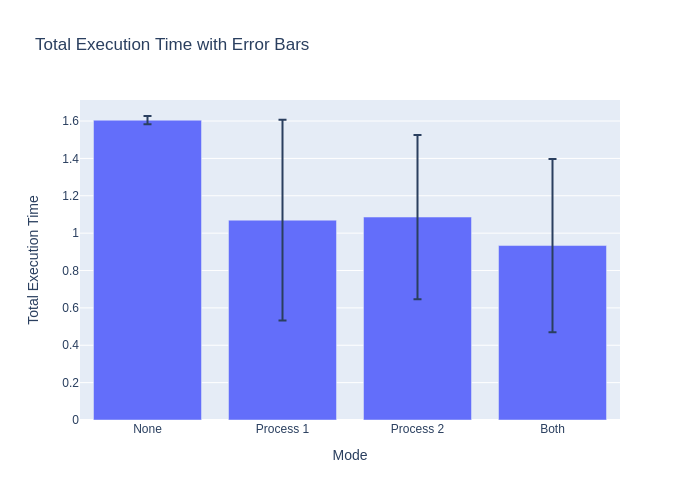 Total Execution Time with Error Bars
Total Execution Time
1.6
1.4
1.2
1
0.8
0.6
0.4
0.2
0
None
Process 1
Process 2
Both
Mode